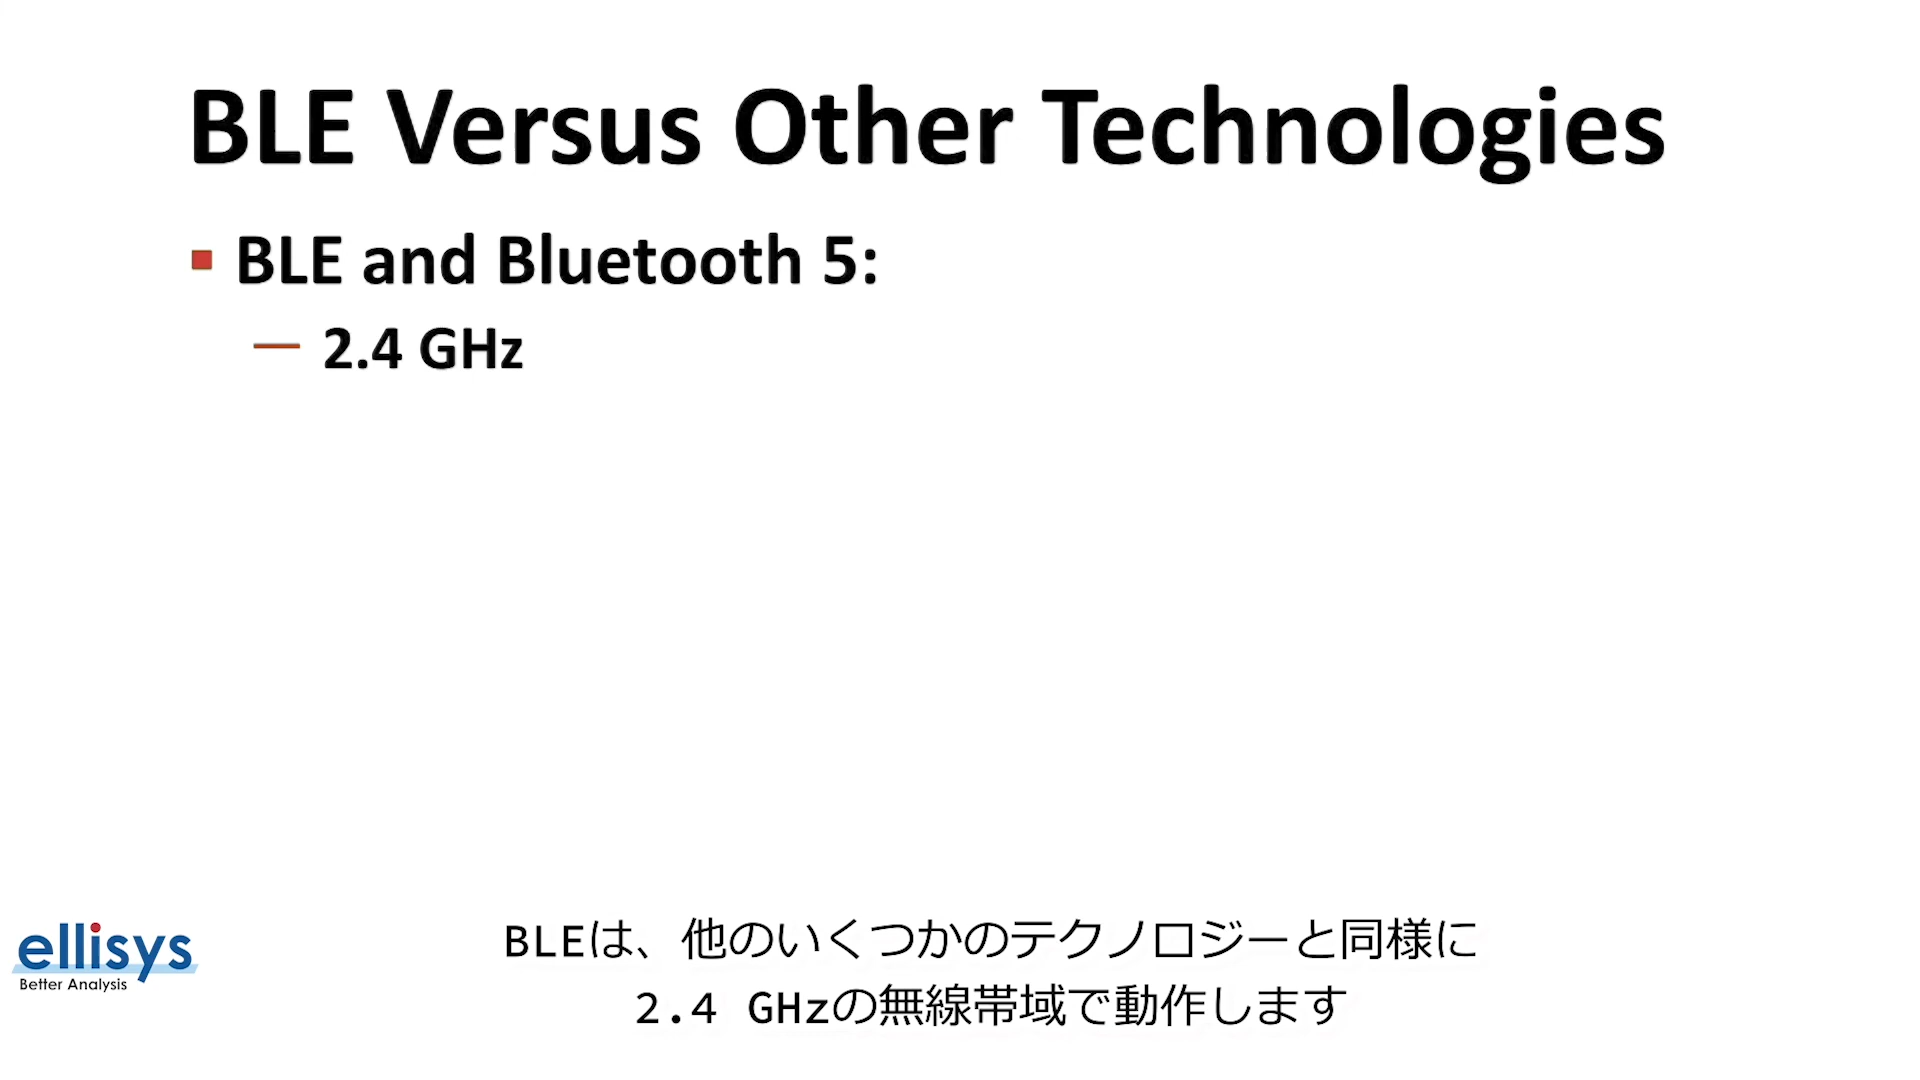 BLE Versus Other Technologies
▪ BLE and Bluetooth 5:
— 2.4 GHz
ellisys
Better Analysis
BLEは、他のいくつかのテクノロジーと同様に
2.4 GHzの無線帯域で動作します